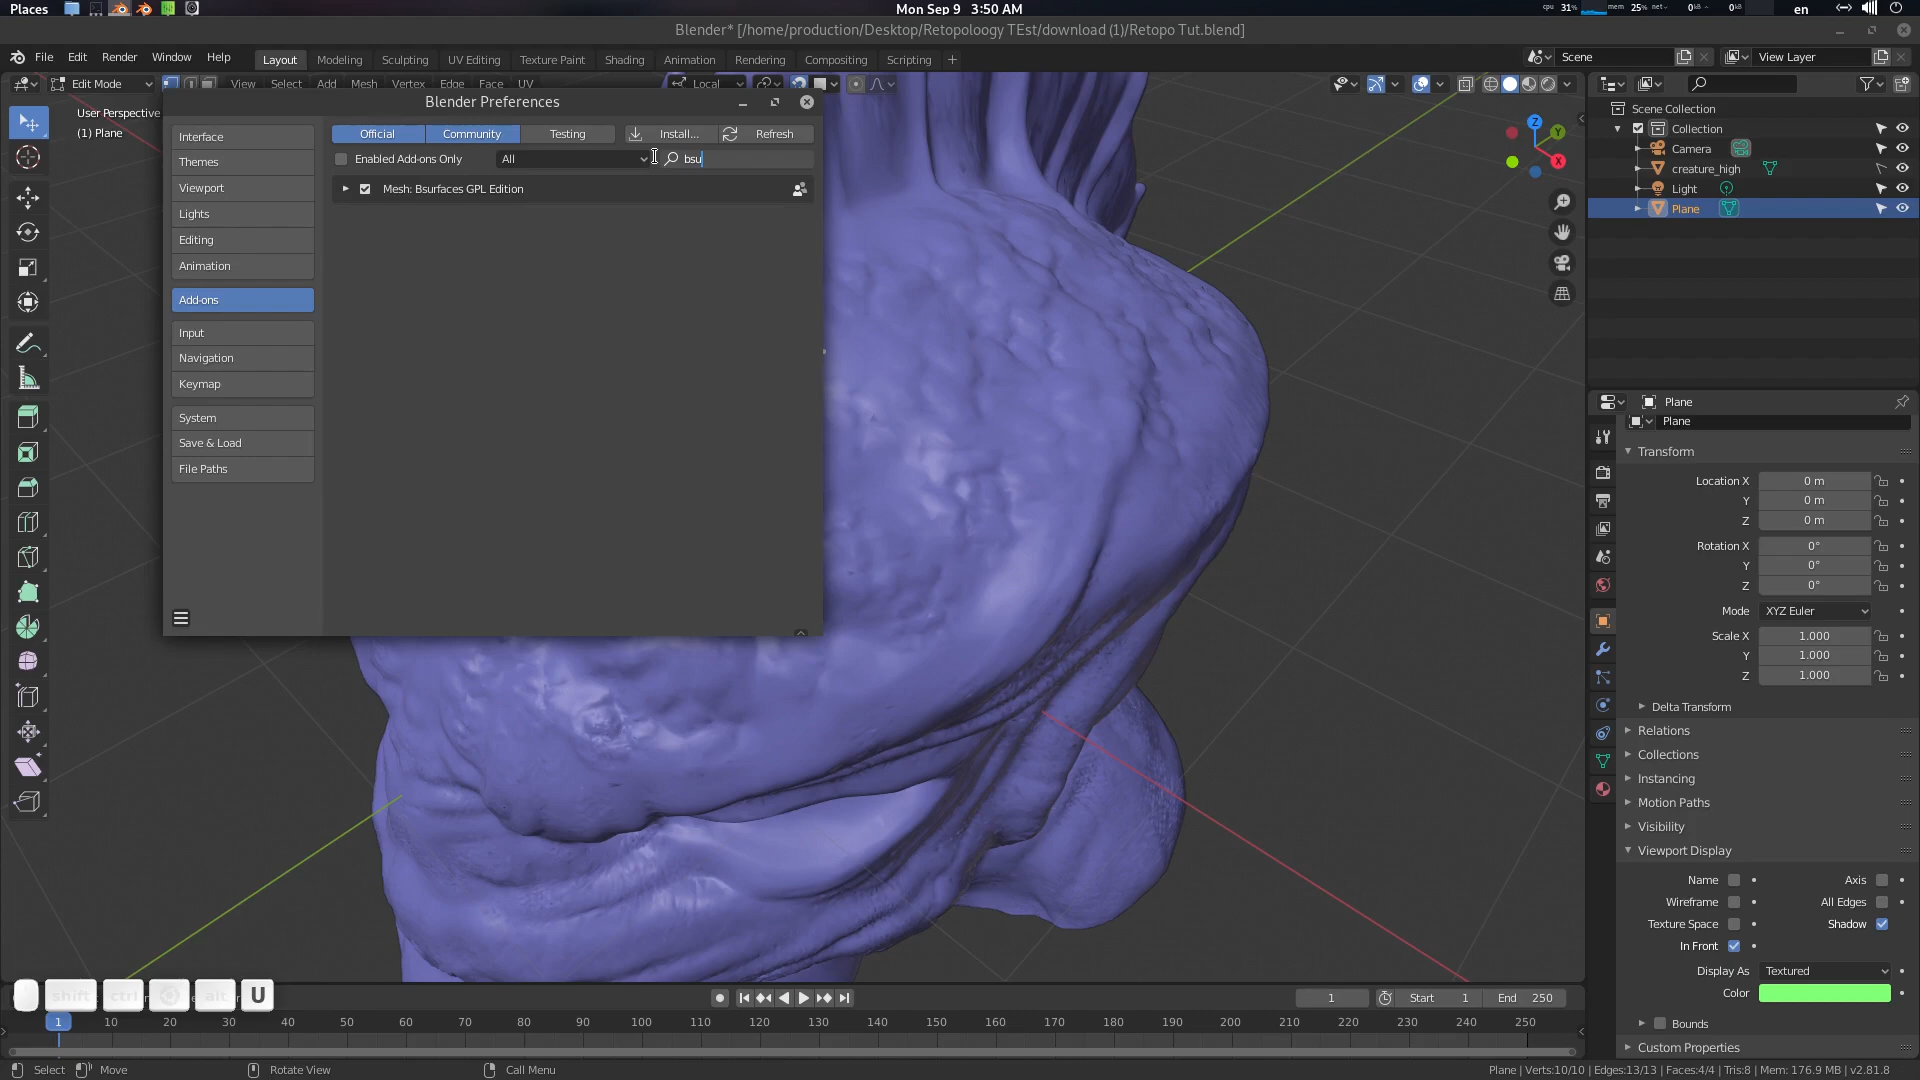 Places Mon Sep 9 3:50 AM cpu 31% mem 25% net 0kB 0kB en
Blender* [/home/production/Desktop/Retopoloogy TEst/download (1)/Retopo Tut.blend]
File Edit Render Window Help Layout Modeling Sculpting UV Editing Texture Paint Shading Animation Rendering Compositing Scripting + Scene View Layer
Edit Mode View Select Add Mesh Vertex Edge Face UV Local
User Perspective
(1) Plane
Blender Preferences
Interface
Themes
Viewport
Lights
Editing
Animation
Add-ons
Input
Navigation
Keymap
System
Save & Load
File Paths
Official Community Testing Install... Refresh
Enabled Add-ons Only All bsu
Mesh: Bsurfaces GPL Edition
Z
Y
X
Scene Collection
Collection
Camera
creature_high
Light
Plane
Plane
Plane
Transform
Location X 0 m
Y 0 m
Z 0 m
Rotation X 0°
Y 0°
Z 0°
Mode XYZ Euler
Scale X 1.000
Y 1.000
Z 1.000
Delta Transform
Relations
Collections
Instancing
Motion Paths
Visibility
Viewport Display
Name Axis
Wireframe All Edges
Texture Space Shadow
In Front
Display As Textured
Color
Bounds
Custom Properties
shift ctrl alt U
1 Start 1 End 250
1 10 20 30 40 50 60 70 80 90 100 110 120 130 140 150 160 170 180 190 200 210 220 230 240 250
Select Move Rotate View Call Menu Plane | Verts:10/10 | Edges:13/13 | Faces:4/4 | Tris:8 | Mem: 176.9 MB | v2.81.8